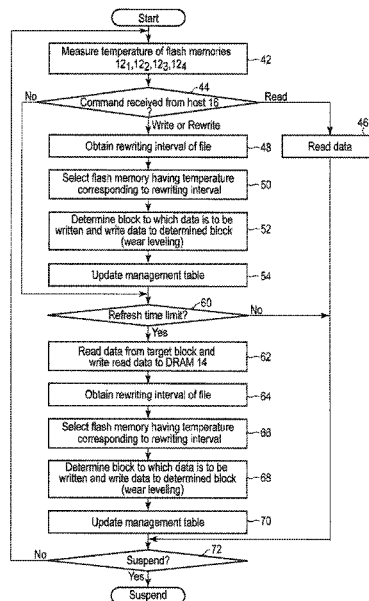 Start
Measure temperature of flash memories
12₁,12₂,12₃,12₄
42
44
No
Command received from host 16
?
Read
Write or Rewrite
46
Read data
Obtain rewriting interval of file
48
Select flash memory having temperature
corresponding to rewriting interval
50
Determine block to which data is to be
written and write data to determined block
(wear leveling)
52
Update management table
54
60
Refresh time limit?
No
Yes
Read data from target block and
write read data to DRAM 14
62
Obtain rewriting interval of file
64
Select flash memory having temperature
corresponding to rewriting interval
66
Determine block to which data is to be
written and write data to determined block
(wear leveling)
68
Update management table
70
No
72
Suspend?
Yes
Suspend